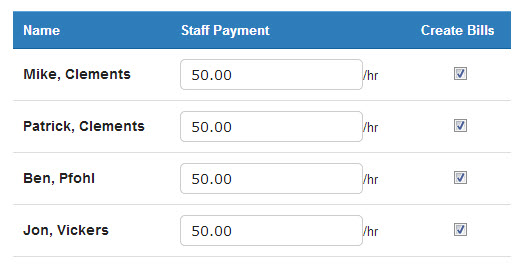 Name Staff Payment Create Bills
Mike, Clements 50.00 /hr
Patrick, Clements 50.00 /hr
Ben, Pfohl 50.00 /hr
Jon, Vickers 50.00 /hr